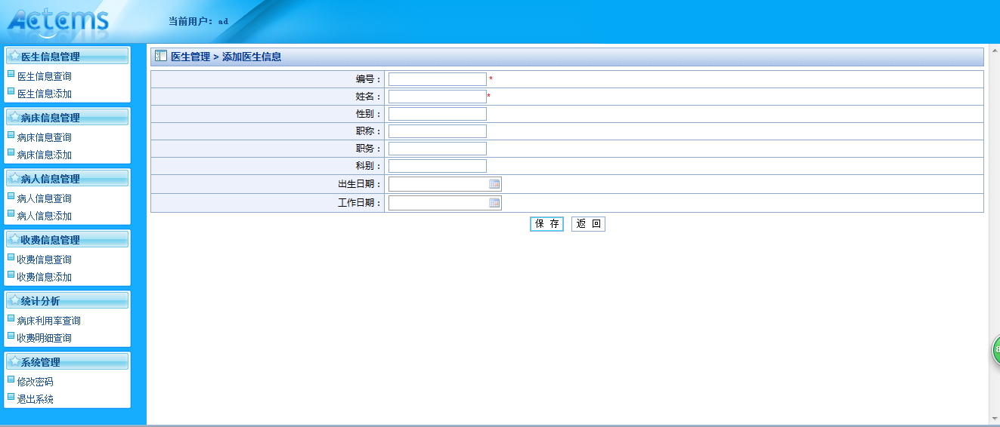 Actcms
当前用户：ad
医生信息管理
医生信息查询
医生信息添加
病床信息管理
病床信息查询
病床信息添加
病人信息管理
病人信息查询
病人信息添加
收费信息管理
收费信息查询
收费信息添加
统计分析
病床利用率查询
收费明细查询
系统管理
修改密码
退出系统
医生管理 > 添加医生信息
编号： *
姓名： *
性别：
职称：
职务：
科别：
出生日期：
工作日期：
保 存 返 回